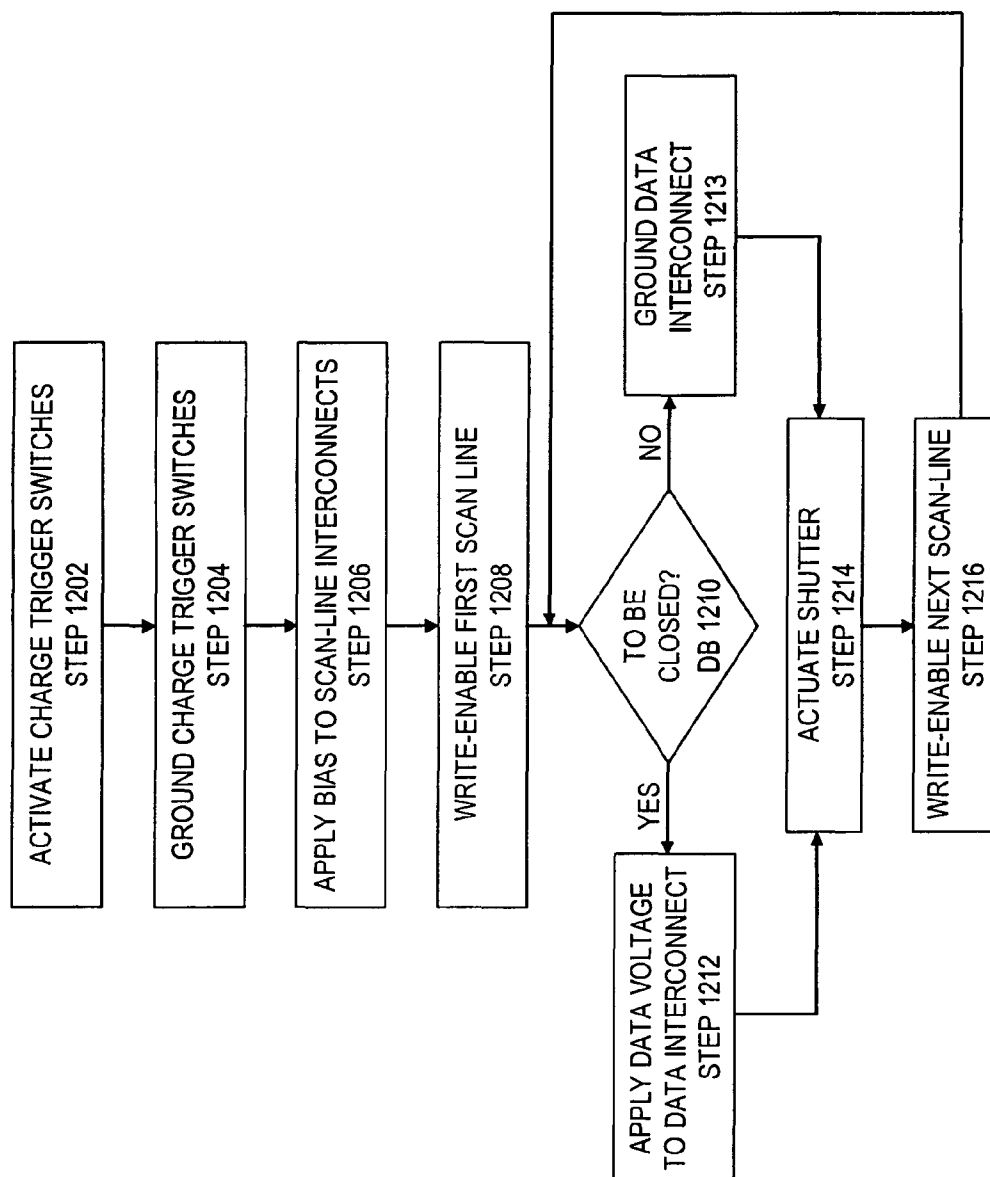 ACTIVATE CHARGE TRIGGER SWITCHES
STEP 1202
GROUND CHARGE TRIGGER SWITCHES
STEP 1204
APPLY BIAS TO SCAN-LINE INTERCONNECTS
STEP 1206
WRITE-ENABLE FIRST SCAN LINE
STEP 1208
TO BE
CLOSED?
DB 1210
YES
NO
APPLY DATA VOLTAGE
TO DATA INTERCONNECT
STEP 1212
GROUND DATA
INTERCONNECT
STEP 1213
ACTUATE SHUTTER
STEP 1214
WRITE-ENABLE NEXT SCAN-LINE
STEP 1216